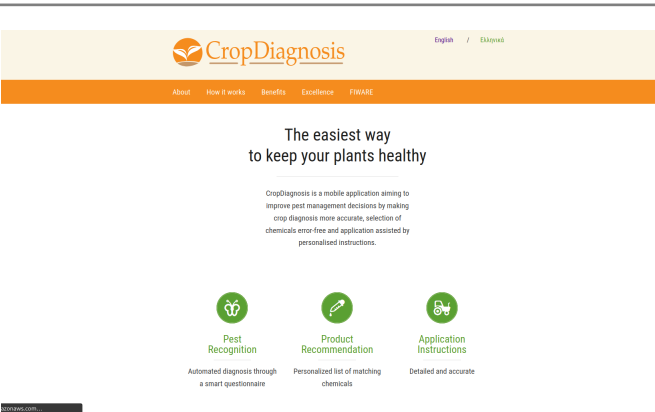 CropDiagnosis
English / Ελληνικά
About How it works Benefits Excellence FIWARE
The easiest way
to keep your plants healthy
CropDiagnosis is a mobile application aiming to
improve pest management decisions by making
crop diagnosis more accurate, selection of
chemicals error-free and application assisted by
personalised instructions.
Pest
Recognition
Automated diagnosis through
a smart questionnaire
Product
Recommendation
Personalized list of matching
chemicals
Application
Instructions
Detailed and accurate
azonaws.com...